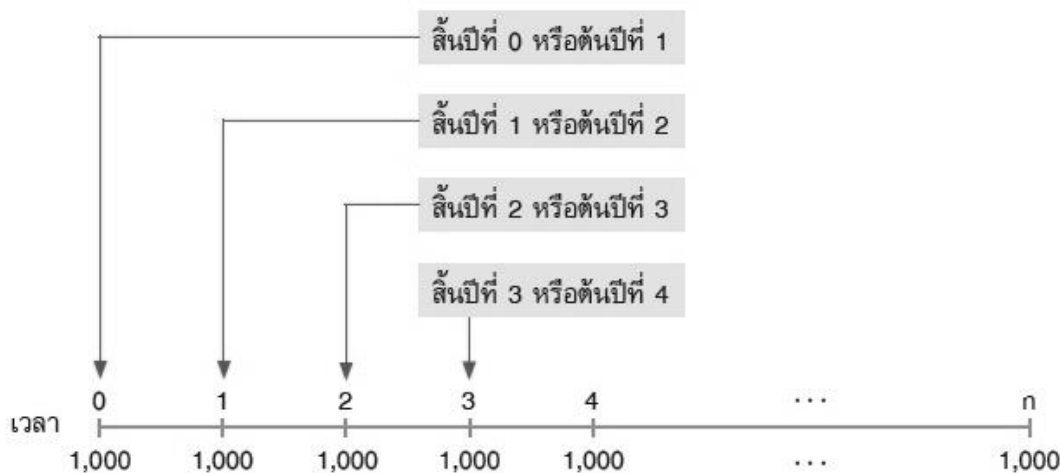 สิ้นปีที่ 0 หรือต้นปีที่ 1
สิ้นปีที่ 1 หรือต้นปีที่ 2
สิ้นปีที่ 2 หรือต้นปีที่ 3
สิ้นปีที่ 3 หรือต้นปีที่ 4
0 1 2 3 4 ... n
เวลา
1,000 1,000 1,000 1,000 1,000 ... 1,000